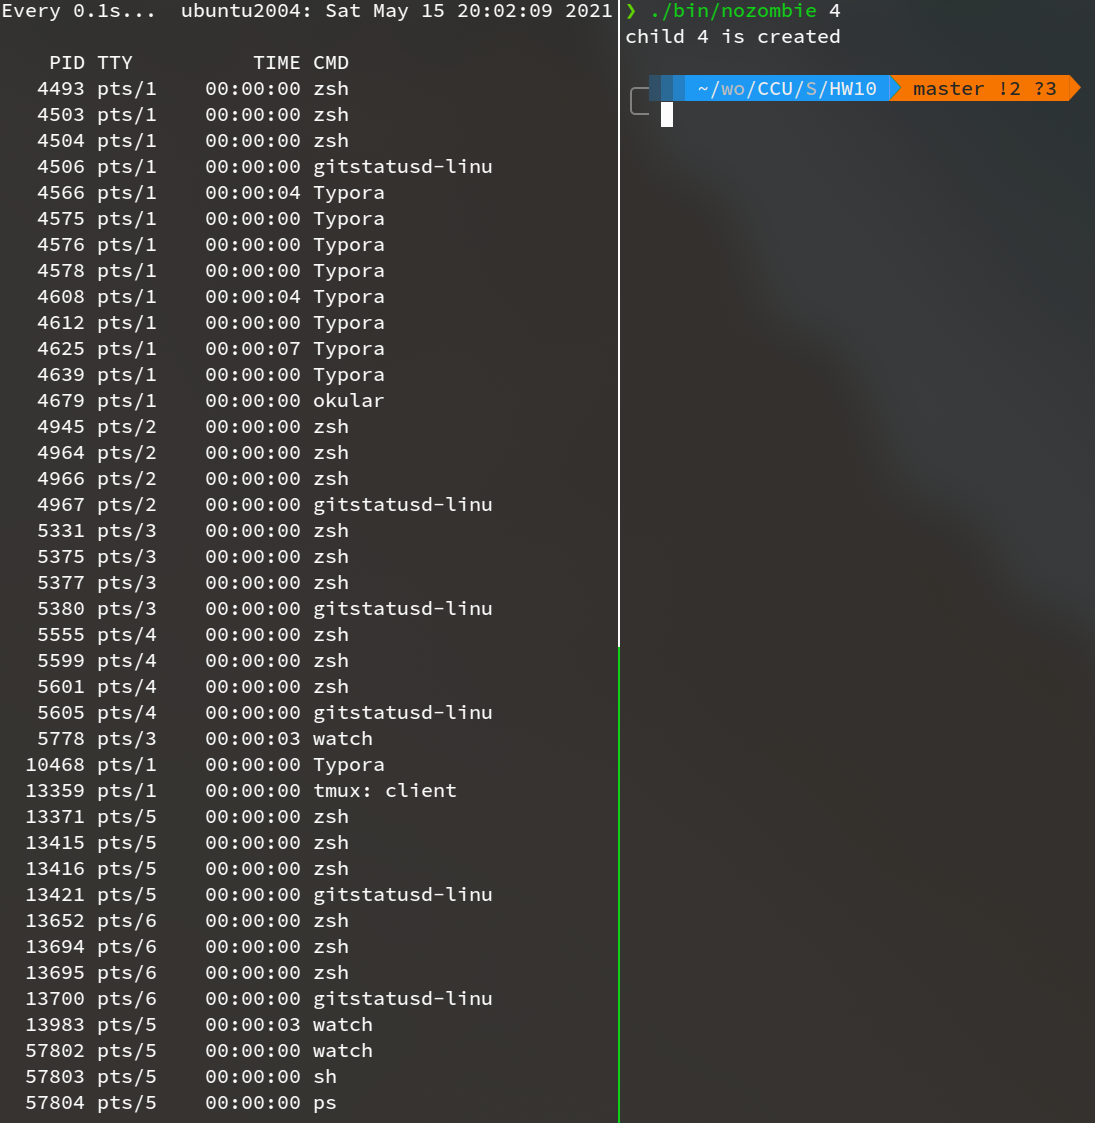 Every 0.1s...  ubuntu2004: Sat May 15 20:02:09 2021
PID TTY          TIME CMD
4493 pts/1    00:00:00 zsh
4503 pts/1    00:00:00 zsh
4504 pts/1    00:00:00 zsh
4506 pts/1    00:00:00 gitstatusd-linu
4566 pts/1    00:00:04 Typora
4575 pts/1    00:00:00 Typora
4576 pts/1    00:00:00 Typora
4578 pts/1    00:00:00 Typora
4608 pts/1    00:00:04 Typora
4612 pts/1    00:00:00 Typora
4625 pts/1    00:00:07 Typora
4639 pts/1    00:00:00 Typora
4679 pts/1    00:00:00 okular
4945 pts/2    00:00:00 zsh
4964 pts/2    00:00:00 zsh
4966 pts/2    00:00:00 zsh
4967 pts/2    00:00:00 gitstatusd-linu
5331 pts/3    00:00:00 zsh
5375 pts/3    00:00:00 zsh
5377 pts/3    00:00:00 zsh
5380 pts/3    00:00:00 gitstatusd-linu
5555 pts/4    00:00:00 zsh
5599 pts/4    00:00:00 zsh
5601 pts/4    00:00:00 zsh
5605 pts/4    00:00:00 gitstatusd-linu
5778 pts/3    00:00:03 watch
10468 pts/1    00:00:00 Typora
13359 pts/1    00:00:00 tmux: client
13371 pts/5    00:00:00 zsh
13415 pts/5    00:00:00 zsh
13416 pts/5    00:00:00 zsh
13421 pts/5    00:00:00 gitstatusd-linu
13652 pts/6    00:00:00 zsh
13694 pts/6    00:00:00 zsh
13695 pts/6    00:00:00 zsh
13700 pts/6    00:00:00 gitstatusd-linu
13983 pts/5    00:00:03 watch
57802 pts/5    00:00:00 watch
57803 pts/5    00:00:00 sh
57804 pts/5    00:00:00 ps
❯ ./bin/nozombie 4
child 4 is created
~/wo/CCU/S/HW10  master !2 ?3